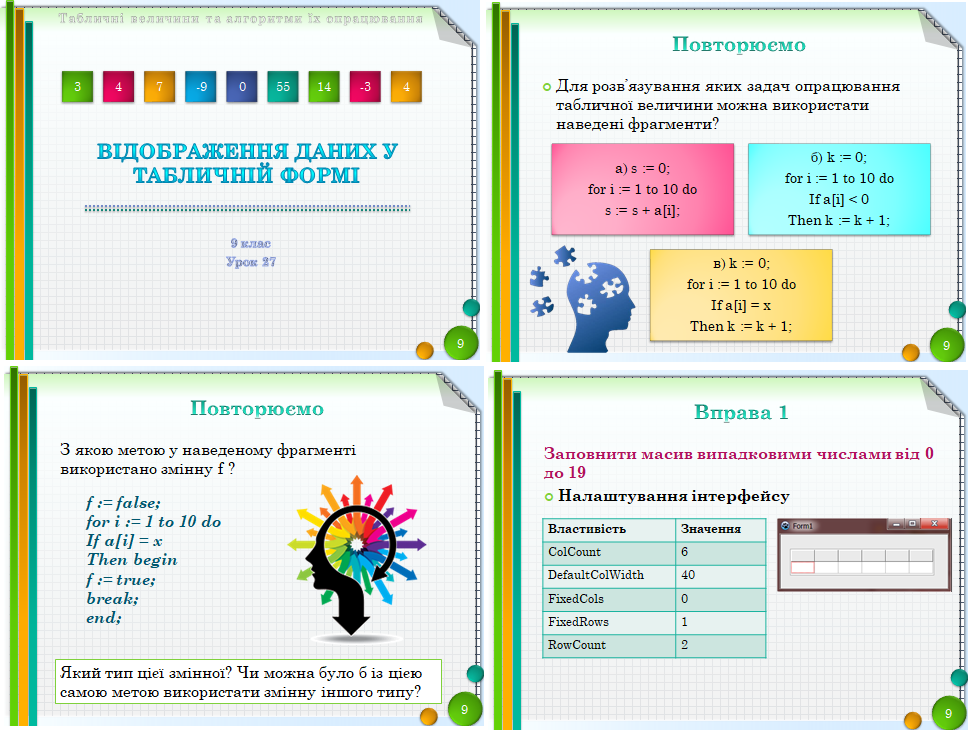 Табличні величини та алгоритми їх опрацювання
3 4 7 -9 0 55 14 -3 4
ВІДОБРАЖЕННЯ ДАНИХ У
ТАБЛИЧНІЙ ФОРМІ
9 клас
Урок 27
9
Повторюємо
Для розв’язування яких задач опрацювання
табличної величини можна використати
наведені фрагменти?
а) s := 0;
for i := 1 to 10 do
s := s + a[i];
б) k := 0;
for i := 1 to 10 do
If a[i] < 0
Then k := k + 1;
в) k := 0;
for i := 1 to 10 do
If a[i] = x
Then k := k + 1;
9
Повторюємо
З якою метою у наведеному фрагменті
використано змінну f ?
f := false;
for i := 1 to 10 do
If a[i] = x
Then begin
f := true;
break;
end;
Який тип цієї змінної? Чи можна було б із цією
самою метою використати змінну іншого типу?
9
Вправа 1
Заповнити масив випадковими числами від 0
до 19
Налаштування інтерфейсу
Властивість Значення
ColCount 6
DefaultColWidth 40
FixedCols 0
FixedRows 1
RowCount 2
Form1
9